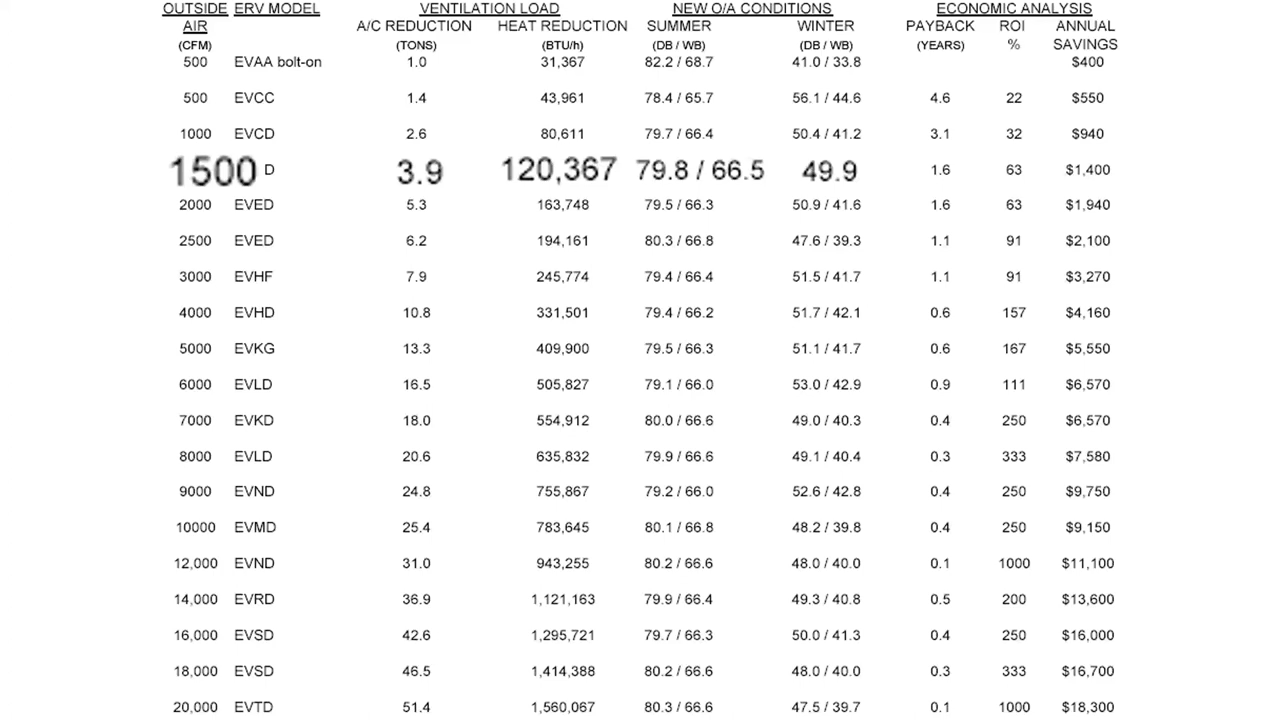 OUTSIDE ERV MODEL VENTILATION LOAD NEW O/A CONDITIONS ECONOMIC ANALYSIS
AIR A/C REDUCTION HEAT REDUCTION SUMMER WINTER PAYBACK ROI ANNUAL
(CFM) (TONS) (BTU/h) (DB / WB) (DB / WB) (YEARS) % SAVINGS
500 EVAA bolt-on 1.0 31,367 82.2 / 68.7 41.0 / 33.8 $400
500 EVCC 1.4 43,961 78.4 / 65.7 56.1 / 44.6 4.6 22 $550
1000 EVCD 2.6 80,611 79.7 / 66.4 50.4 / 41.2 3.1 32 $940
1500 D 3.9 120,367 79.8 / 66.5 49.9 1.6 63 $1,400
2000 EVED 5.3 163,748 79.5 / 66.3 50.9 / 41.6 1.6 63 $1,940
2500 EVED 6.2 194,161 80.3 / 66.8 47.6 / 39.3 1.1 91 $2,100
3000 EVHF 7.9 245,774 79.4 / 66.4 51.5 / 41.7 1.1 91 $3,270
4000 EVHD 10.8 331,501 79.4 / 66.2 51.7 / 42.1 0.6 157 $4,160
5000 EVKG 13.3 409,900 79.5 / 66.3 51.1 / 41.7 0.6 167 $5,550
6000 EVLD 16.5 505,827 79.1 / 66.0 53.0 / 42.9 0.9 111 $6,570
7000 EVKD 18.0 554,912 80.0 / 66.6 49.0 / 40.3 0.4 250 $6,570
8000 EVLD 20.6 635,832 79.9 / 66.6 49.1 / 40.4 0.3 333 $7,580
9000 EVND 24.8 755,867 79.2 / 66.0 52.6 / 42.8 0.4 250 $9,750
10000 EVMD 25.4 783,645 80.1 / 66.8 48.2 / 39.8 0.4 250 $9,150
12,000 EVND 31.0 943,255 80.2 / 66.6 48.0 / 40.0 0.1 1000 $11,100
14,000 EVRD 36.9 1,121,163 79.9 / 66.4 49.3 / 40.8 0.5 200 $13,600
16,000 EVSD 42.6 1,295,721 79.7 / 66.3 50.0 / 41.3 0.4 250 $16,000
18,000 EVSD 46.5 1,414,388 80.2 / 66.6 48.0 / 40.0 0.3 333 $16,700
20,000 EVTD 51.4 1,560,067 80.3 / 66.6 47.5 / 39.7 0.1 1000 $18,300